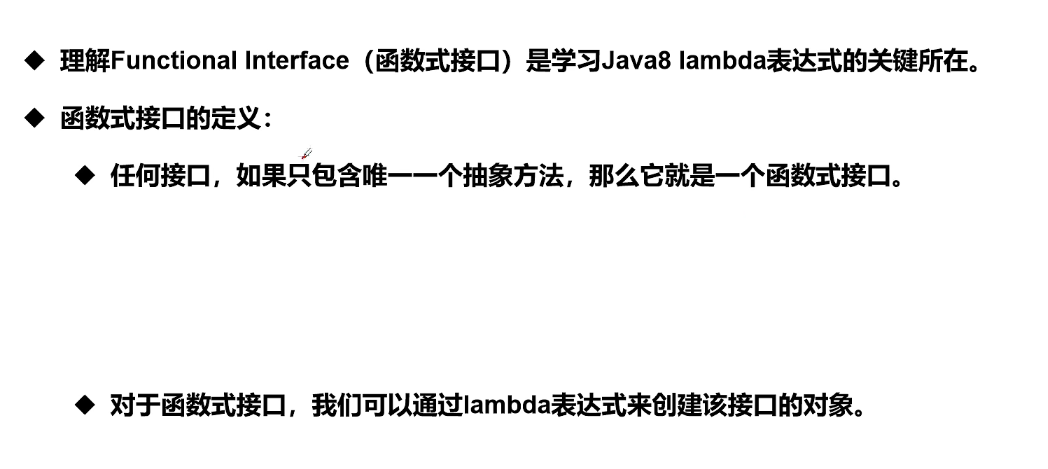 理解Functional Interface（函数式接口）是学习Java8 lambda表达式的关键所在。
函数式接口的定义：
任何接口，如果只包含唯一一个抽象方法，那么它就是一个函数式接口。
对于函数式接口，我们可以通过lambda表达式来创建该接口的对象。